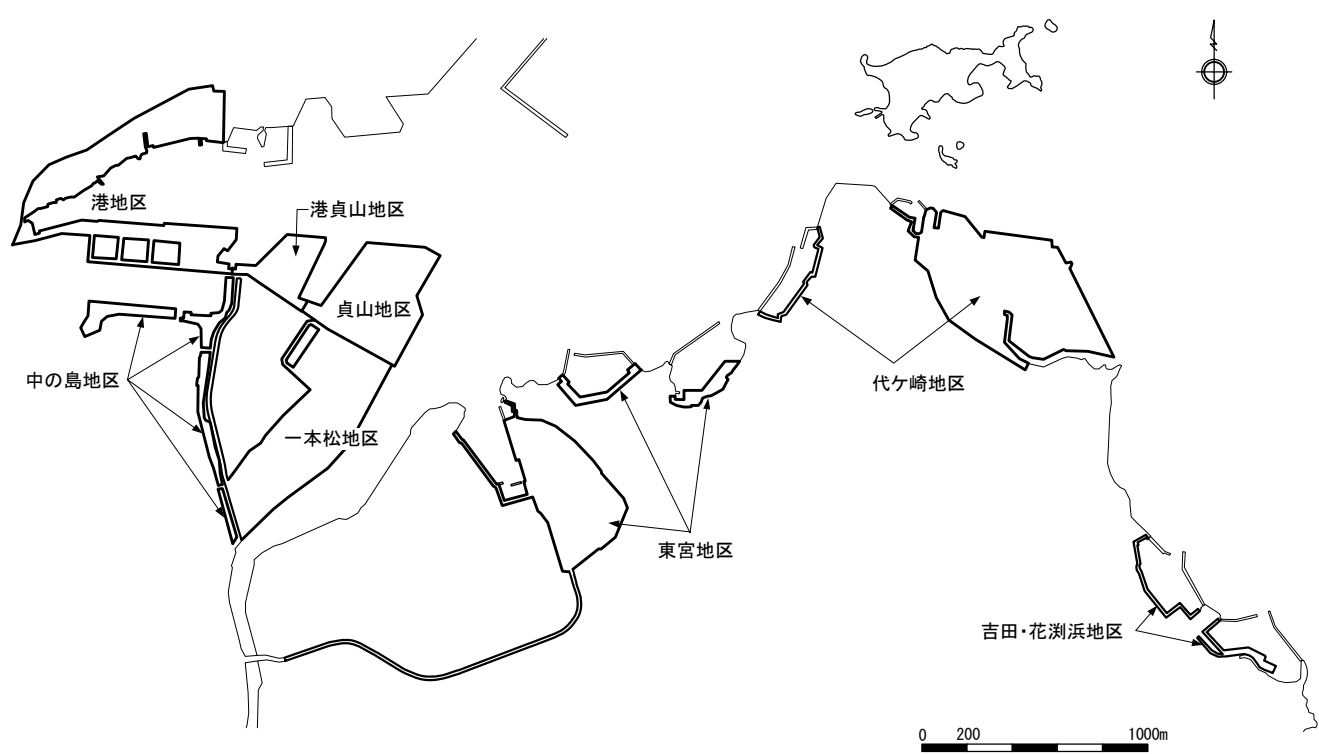 港地区
港貞山地区
貞山地区
中の島地区
一本松地区
代ケ崎地区
東宮地区
吉田・花渕浜地区
0 200 1000m